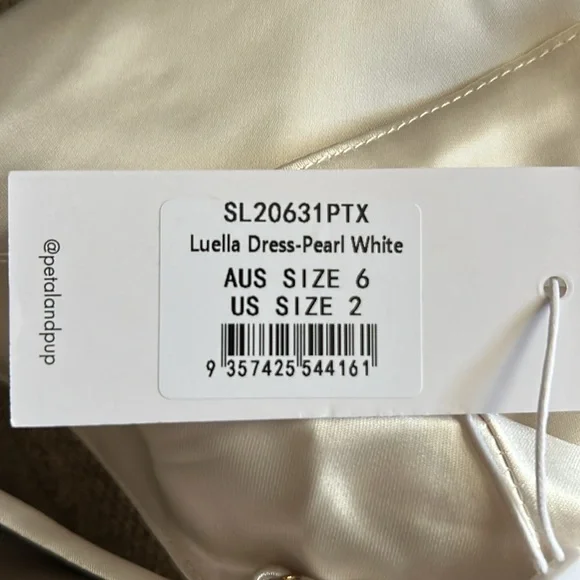 @petalandpup
SL20631PTX
Luella Dress-Pearl White
AUS SIZE 6
US SIZE 2
9 357425 544161